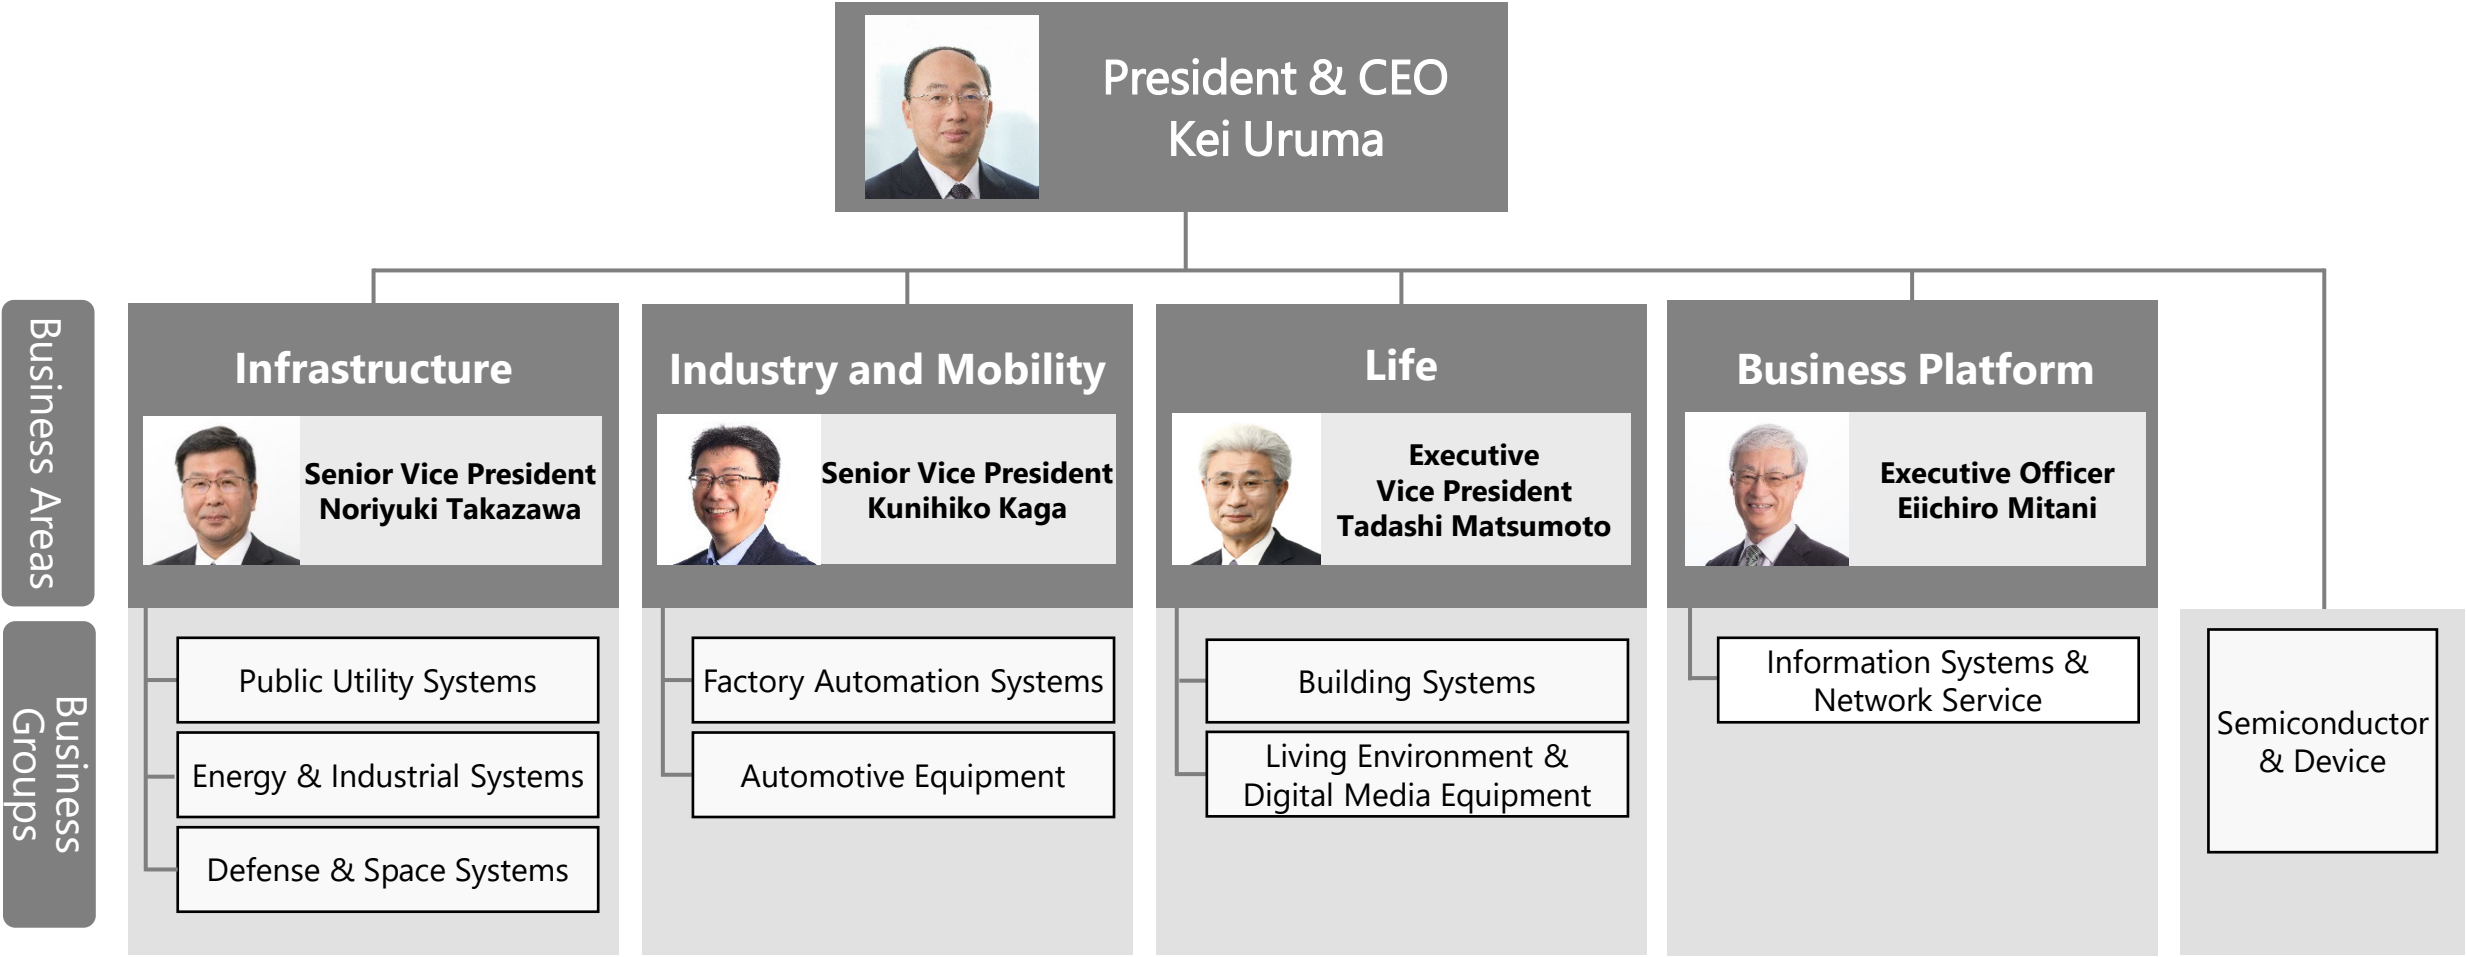 President & CEO
Kei Uruma
Business Areas
Infrastructure
Senior Vice President
Noriyuki Takazawa
Industry and Mobility
Senior Vice President
Kunihiko Kaga
Life
Executive
Vice President
Tadashi Matsumoto
Business Platform
Executive Officer
Eiichiro Mitani
Business
Groups
Public Utility Systems
Energy & Industrial Systems
Defense & Space Systems
Factory Automation Systems
Automotive Equipment
Building Systems
Living Environment &
Digital Media Equipment
Information Systems &
Network Service
Semiconductor
& Device